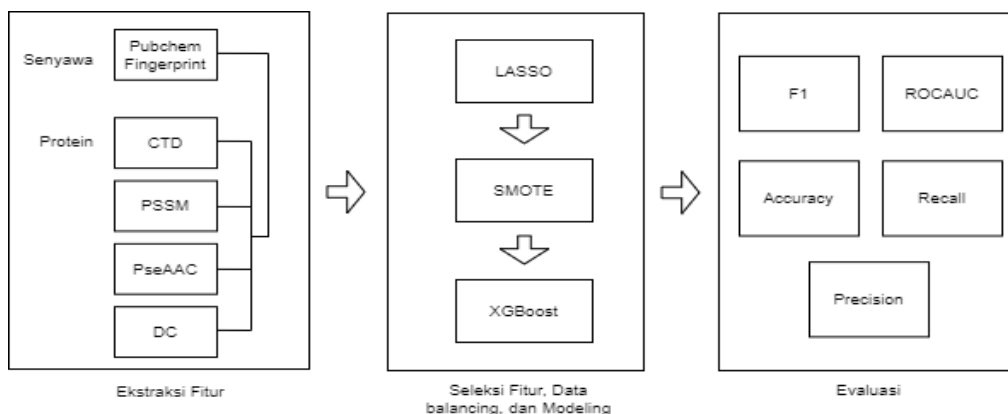 Senyawa
Pubchem
Fingerprint
Protein
CTD
PSSM
PseAAC
DC
Ekstraksi Fitur
LASSO
SMOTE
XGBoost
Seleksi Fitur, Data
balancing, dan Modeling
F1
ROCAUC
Accuracy
Recall
Precision
Evaluasi